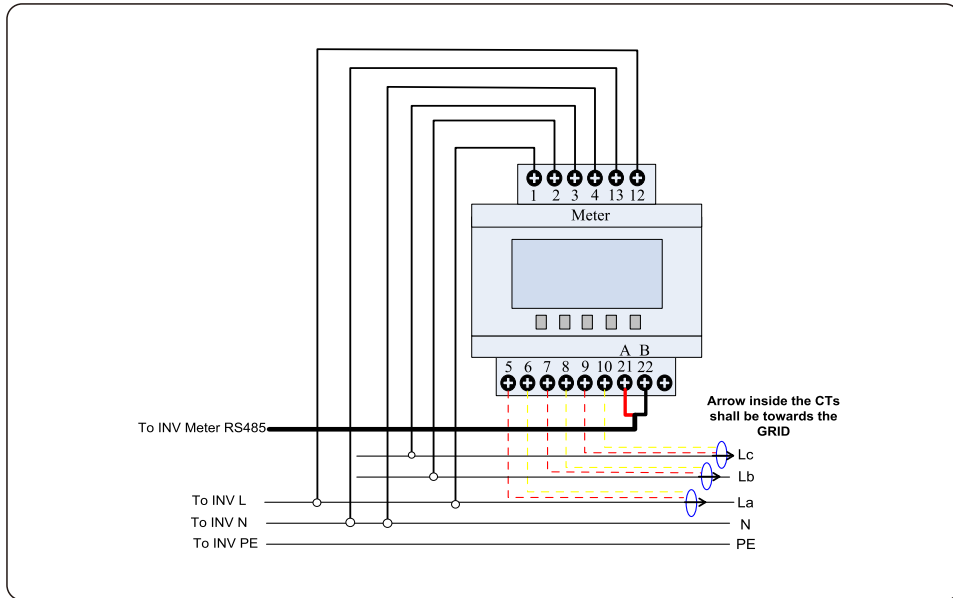 1 2 3 4 13 12
Meter
A B
5 6 7 8 9 10 21 22
Arrow inside the CTs
shall be towards the
GRID
To INV Meter RS485
Lc
Lb
To INV L
La
To INV N
N
To INV PE
PE